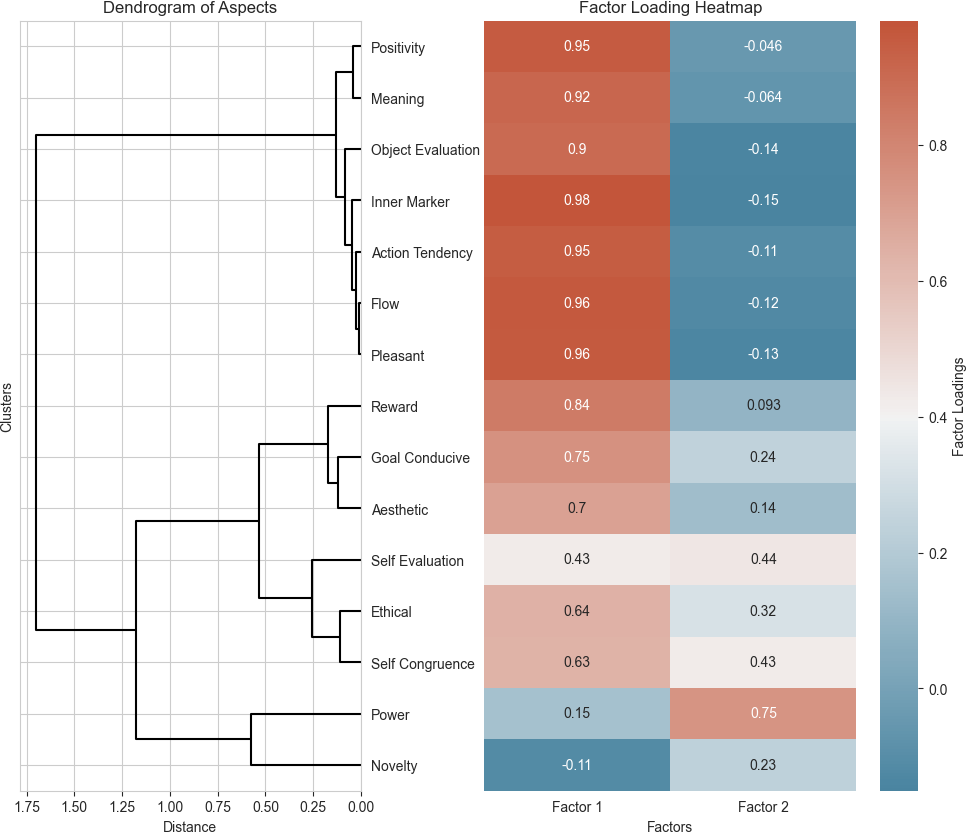 Dendrogram of Aspects
Factor Loading Heatmap
Positivity 0.95 -0.046
Meaning 0.92 -0.064
Object Evaluation 0.9 -0.14
Inner Marker 0.98 -0.15
Action Tendency 0.95 -0.11
Flow 0.96 -0.12
Pleasant 0.96 -0.13
Reward 0.84 0.093
Goal Conducive 0.75 0.24
Aesthetic 0.7 0.14
Self Evaluation 0.43 0.44
Ethical 0.64 0.32
Self Congruence 0.63 0.43
Power 0.15 0.75
Novelty -0.11 0.23
Clusters
1.75 1.50 1.25 1.00 0.75 0.50 0.25 0.00
Distance
Factor 1 Factor 2
Factors
0.8
0.6
0.4
0.2
0.0
Factor Loadings